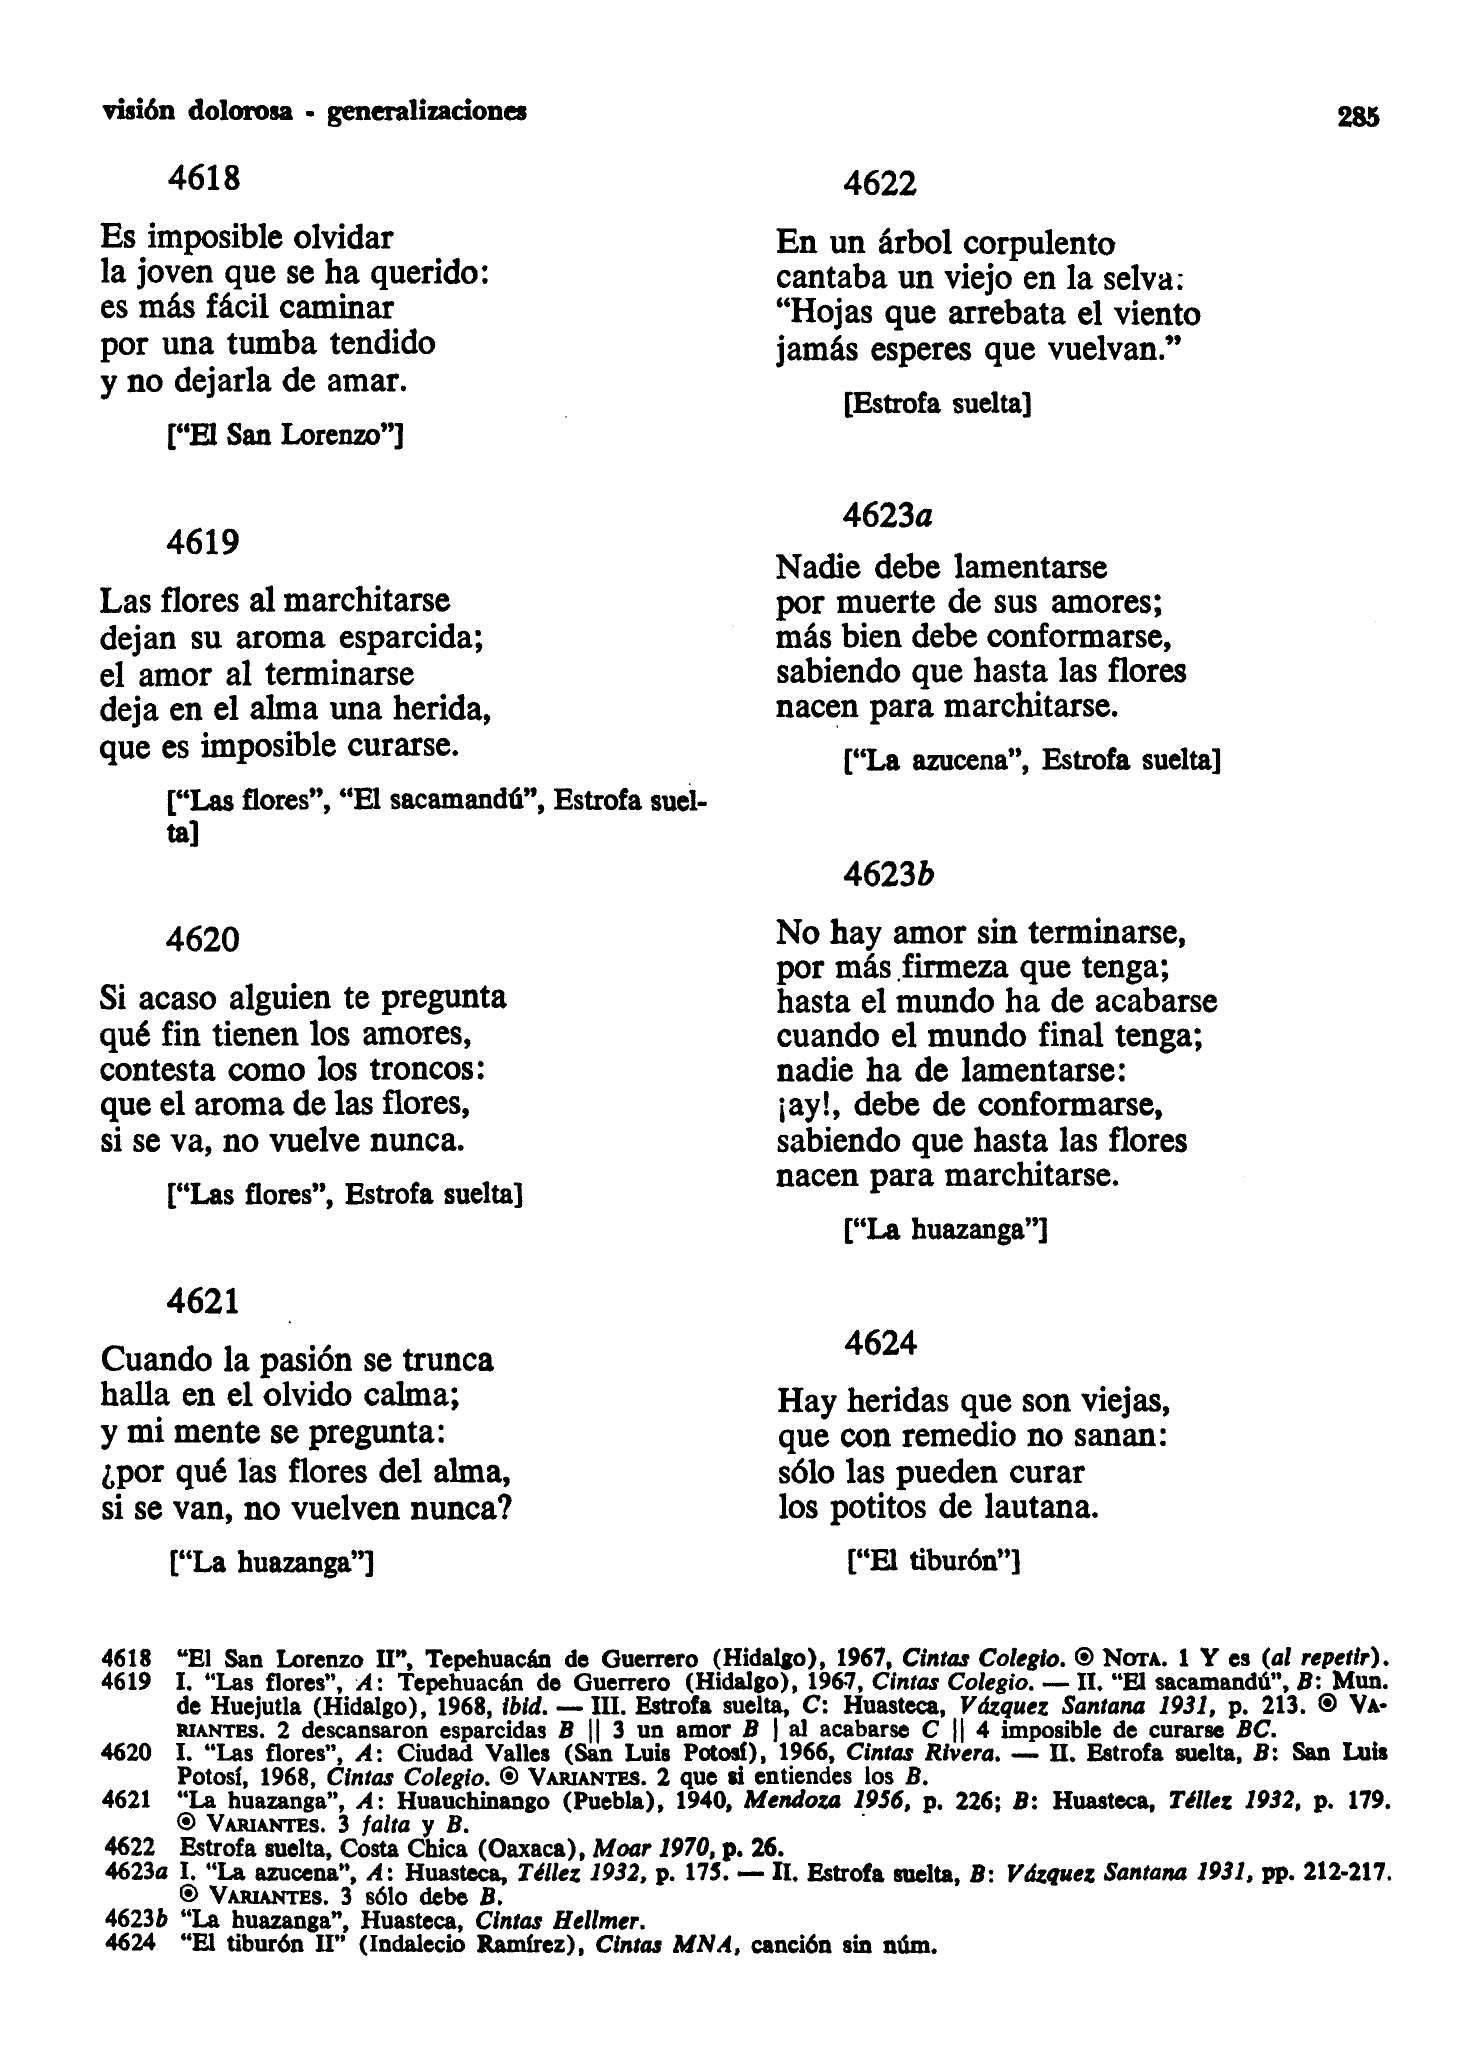 visión dolorosa - generalizaciones
285
4618
Es imposible olvidar
la joven que se ha querido:
es más fácil caminar
por una tumba tendido
y no dejarla de amar.
["El San Lorenzo"]
4619
Las flores al marchitarse
dejan su aroma esparcida;
el amor al terminarse
deja en el alma una herida,
que es imposible curarse.
["Las flores", "El sacamandú", Estrofa suel-
ta]
4620
Si acaso alguien te pregunta
qué fin tienen los amores,
contesta como los troncos:
que el aroma de las flores,
si se va, no vuelve nunca.
["Las flores", Estrofa suelta]
4621
Cuando la pasión se trunca
halla en el olvido calma;
y mi mente se pregunta:
¿por qué las flores del alma,
si se van, no vuelven nunca?
["La huazanga"]
4622
En un árbol corpulento
cantaba un viejo en la selva:
"Hojas que arrebata el viento
jamás esperes que vuelvan."
[Estrofa suelta]
4623a
Nadie debe lamentarse
por muerte de sus amores;
más bien debe conformarse,
sabiendo que hasta las flores
nacen para marchitarse.
["La azucena", Estrofa suelta]
4623b
No hay amor sin terminarse,
por más firmeza que tenga;
hasta el mundo ha de acabarse
cuando el mundo final tenga;
nadie ha de lamentarse:
¡ay!, debe de conformarse,
sabiendo que hasta las flores
nacen para marchitarse.
["La huazanga"]
4624
Hay heridas que son viejas,
que con remedio no sanan:
sólo las pueden curar
los potitos de lautana.
["El tiburón"]
4618 "El San Lorenzo II", Tepehuacán de Guerrero (Hidalgo), 1967, Cintas Colegio. ⊙ NOTA. 1 Y es (al repetir).
4619 I. "Las flores", A: Tepehuacán de Guerrero (Hidalgo), 1967, Cintas Colegio. — II. "El sacamandú", B: Mun.
de Huejutla (Hidalgo), 1968, ibid. — III. Estrofa suelta, C: Huasteca, Vázquez Santana 1931, p. 213. ⊙ VA-
RIANTES. 2 descansaron esparcidas B || 3 un amor B | al acabarse C || 4 imposible de curarse BC.
4620 I. "Las flores", A: Ciudad Valles (San Luis Potosí), 1966, Cintas Rivera. — II. Estrofa suelta, B: San Luis
Potosí, 1968, Cintas Colegio. ⊙ VARIANTES. 2 que si entiendes los B.
4621 "La huazanga", A: Huauchinango (Puebla), 1940, Mendoza 1956, p. 226; B: Huasteca, Téllez 1932, p. 179.
⊙ VARIANTES. 3 falta y B.
4622 Estrofa suelta, Costa Chica (Oaxaca), Moar 1970, p. 26.
4623a I. "La azucena", A: Huasteca, Téllez 1932, p. 175. — II. Estrofa suelta, B: Vázquez Santana 1931, pp. 212-217.
⊙ VARIANTES. 3 sólo debe B.
4623b "La huazanga", Huasteca, Cintas Hellmer.
4624 "El tiburón II" (Indalecio Ramírez), Cintas MNA, canción sin núm.